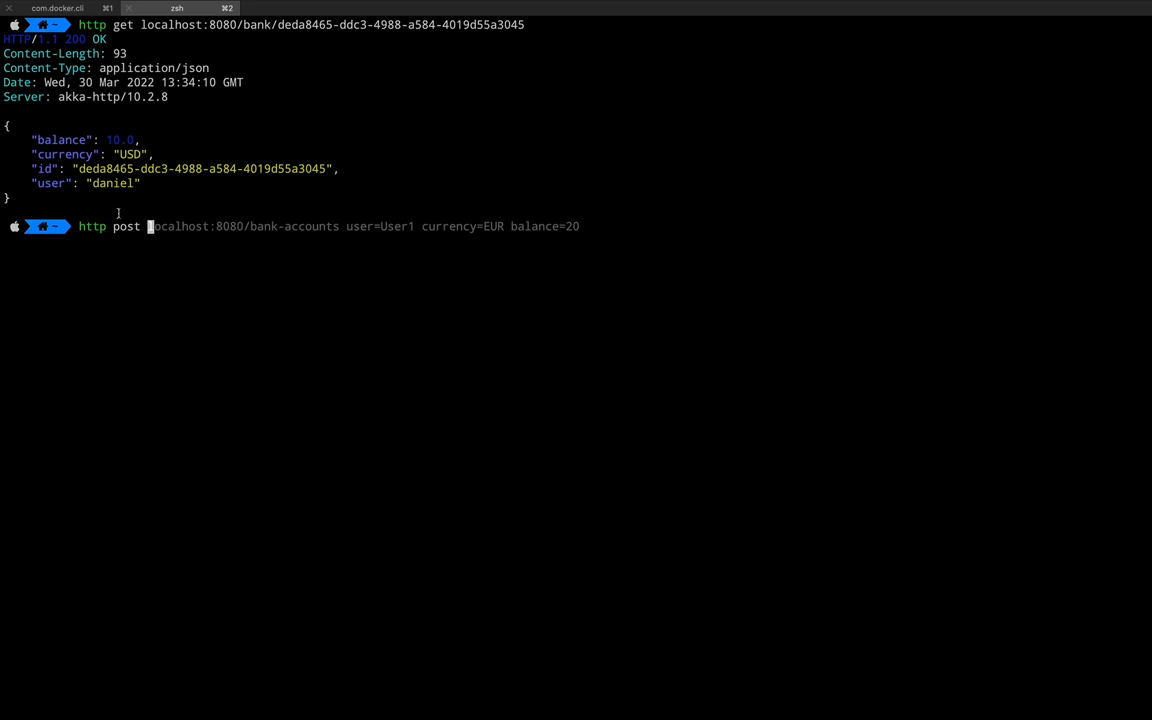 com.docker.cli ⌘1 zsh ⌘2
~ http get localhost:8080/bank/deda8465-ddc3-4988-a584-4019d55a3045
HTTP/1.1 200 OK
Content-Length: 93
Content-Type: application/json
Date: Wed, 30 Mar 2022 13:34:10 GMT
Server: akka-http/10.2.8
{
    "balance": 10.0,
    "currency": "USD",
    "id": "deda8465-ddc3-4988-a584-4019d55a3045",
    "user": "daniel"
}
~ http post localhost:8080/bank-accounts user=User1 currency=EUR balance=20